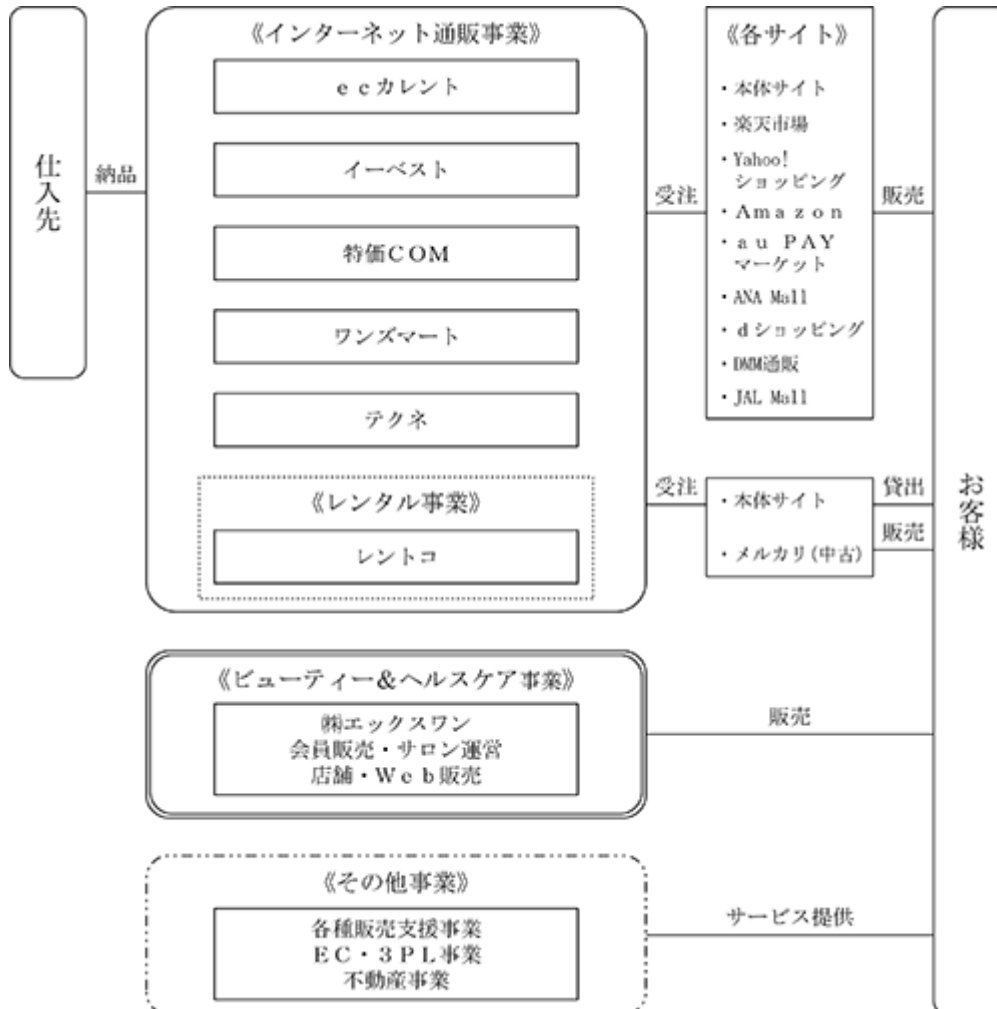 仕入先
納品
《インターネット通販事業》
ecカレント
イーベスト
特価COM
ワンズマート
テクネ
《レンタル事業》
レントコ
受注
《各サイト》
・本体サイト
・楽天市場
・Yahoo!
ショッピング
・Amazon
・au PAY
マーケット
・ANA Mall
・dショッピング
・DMM通販
・JAL Mall
販売
受注
・本体サイト
・メルカリ(中古)
貸出
販売
お客様
《ビューティー&ヘルスケア事業》
㈱エックスワン
会員販売・サロン運営
店舗・Web販売
販売
《その他事業》
各種販売支援事業
EC・3PL事業
不動産事業
サービス提供